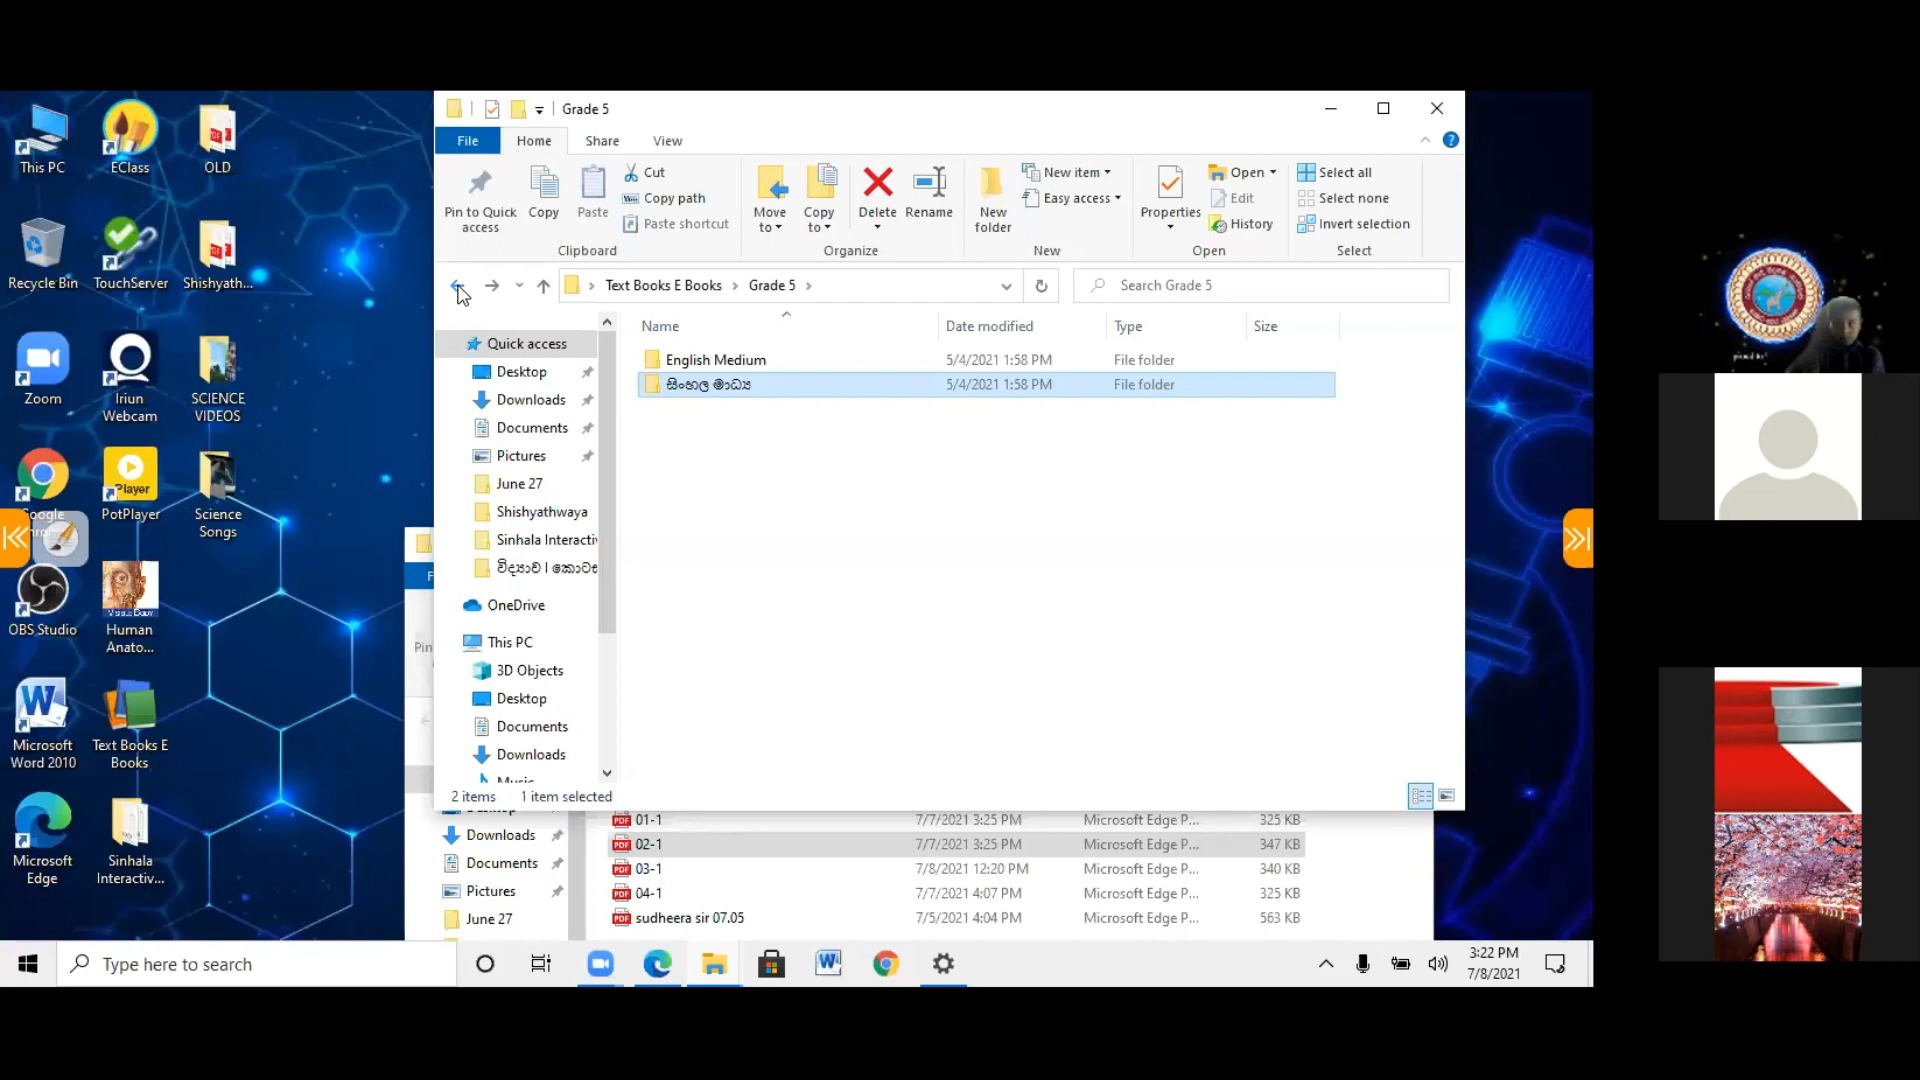 Grade 5
File Home Share View
Pin to Quick access
Copy
Paste
Cut
Copy path
Paste shortcut
Clipboard
Move to
Copy to
Delete
Rename
Organize
New folder
New item
Easy access
New
Properties
Open
Edit
History
Open
Select all
Select none
Invert selection
Select
Text Books E Books Grade 5
Search Grade 5
Name Date modified Type Size
English Medium 5/4/2021 1:58 PM File folder
සිංහල මාධ්‍ය 5/4/2021 1:58 PM File folder
Quick access
Desktop
Downloads
Documents
Pictures
June 27
Shishyathwaya
Sinhala Interacti
විද්‍යාව I කොට
OneDrive
This PC
3D Objects
Desktop
Documents
Downloads
Music
2 items 1 item selected
This PC
EClass
OLD
Recycle Bin
TouchServer
Shishyath...
Zoom
Iriun Webcam
SCIENCE VIDEOS
Google
PotPlayer
Player
Science Songs
OBS Studio
Human Anato...
Microsoft Word 2010
Text Books E Books
Microsoft Edge
Sinhala Interactiv...
Pin
Downloads
Documents
Pictures
June 27
01-1 7/7/2021 3:25 PM Microsoft Edge P... 325 KB
02-1 7/7/2021 3:25 PM Microsoft Edge P... 347 KB
03-1 7/8/2021 12:20 PM Microsoft Edge P... 340 KB
04-1 7/7/2021 4:07 PM Microsoft Edge P... 325 KB
sudheera sir 07.05 7/5/2021 4:04 PM Microsoft Edge P... 563 KB
Type here to search
3:22 PM
7/8/2021